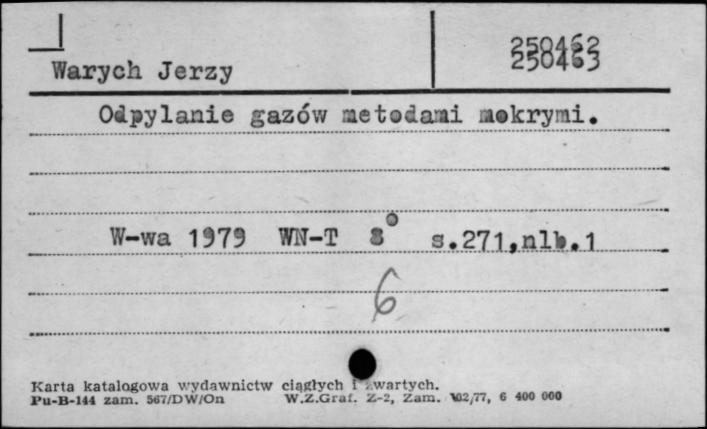 250462
250463
Warych Jerzy
Odpylanie gazów metodami mokrymi.
W-wa 1979 WN-T 8° s.271,nlb.1
6
Karta katalogowa wydawnictw ciągłych i zwartych.
Pu-B-144 zam. 567/DW/On W.Z.Graf. Z-2, Zam. 102/77, 6 400 000